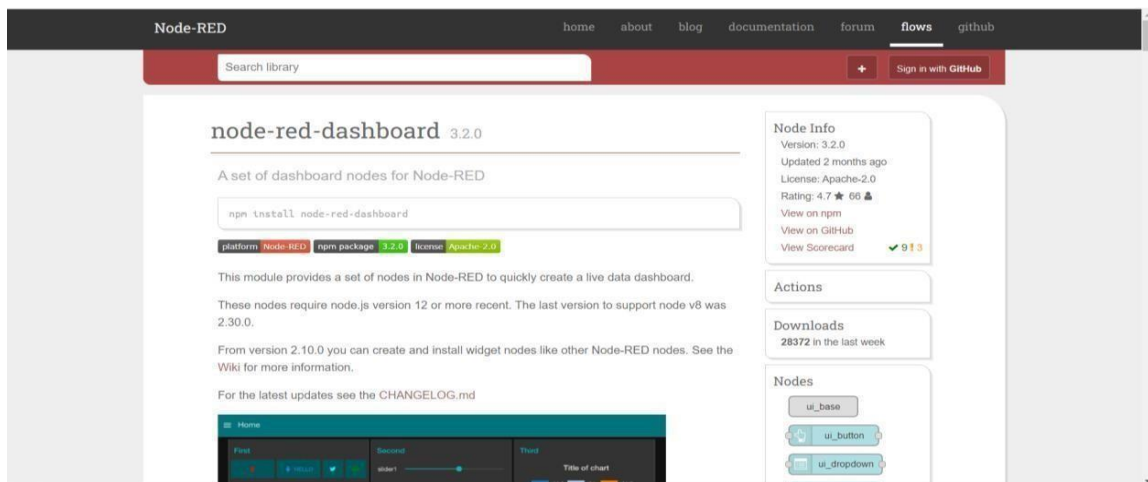 Node-RED
home about blog documentation forum flows github
Search library
+ Sign in with GitHub
node-red-dashboard 3.2.0
A set of dashboard nodes for Node-RED
npm install node-red-dashboard
platform Node-RED npm package 3.2.0 license Apache-2.0
This module provides a set of nodes in Node-RED to quickly create a live data dashboard.
These nodes require node.js version 12 or more recent. The last version to support node v8 was
2.30.0.
From version 2.10.0 you can create and install widget nodes like other Node-RED nodes. See the
Wiki for more information.
For the latest updates see the CHANGELOG.md
Home
First Second Third
HELLO slider1 Title of chart
Node Info
Version: 3.2.0
Updated 2 months ago
License: Apache-2.0
Rating: 4.7 ★ 66
View on npm
View on GitHub
View Scorecard ✔ 9 ! 3
Actions
Downloads
28372 in the last week
Nodes
ui_base
ui_button
ui_dropdown